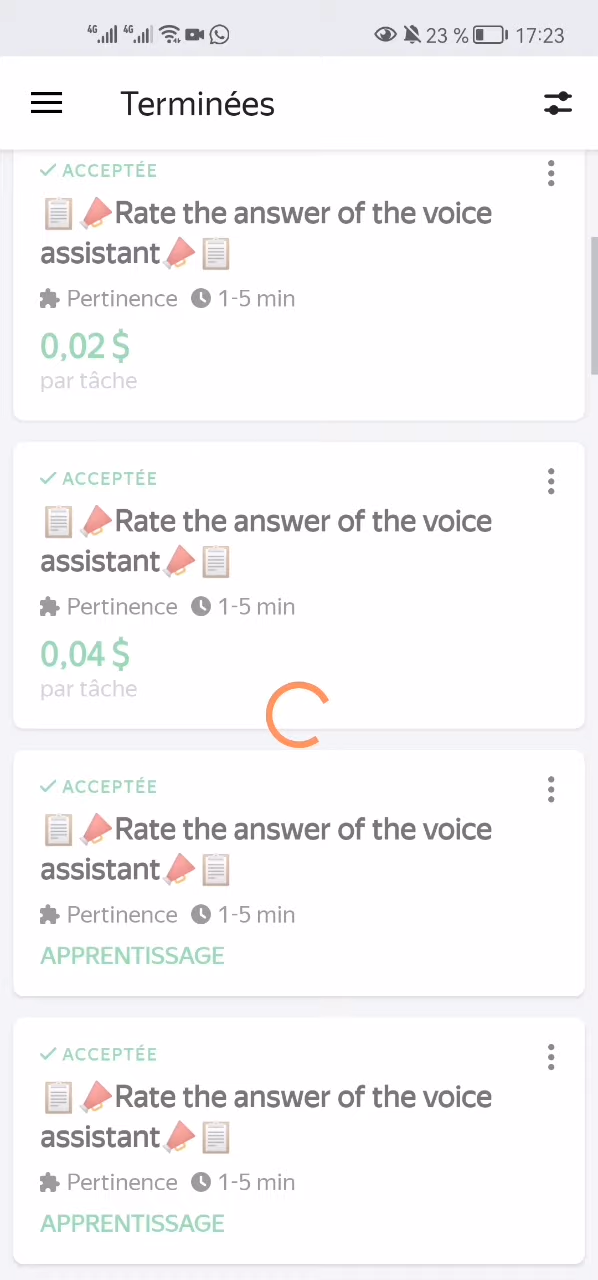 4G 4G 23 % 17:23
Terminées
ACCEPTÉE
Rate the answer of the voice
assistant
Pertinence 1-5 min
0,02 $
par tâche
ACCEPTÉE
Rate the answer of the voice
assistant
Pertinence 1-5 min
0,04 $
par tâche
ACCEPTÉE
Rate the answer of the voice
assistant
Pertinence 1-5 min
APPRENTISSAGE
ACCEPTÉE
Rate the answer of the voice
assistant
Pertinence 1-5 min
APPRENTISSAGE